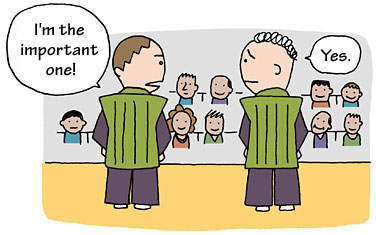 I'm the
important
one!
Yes.